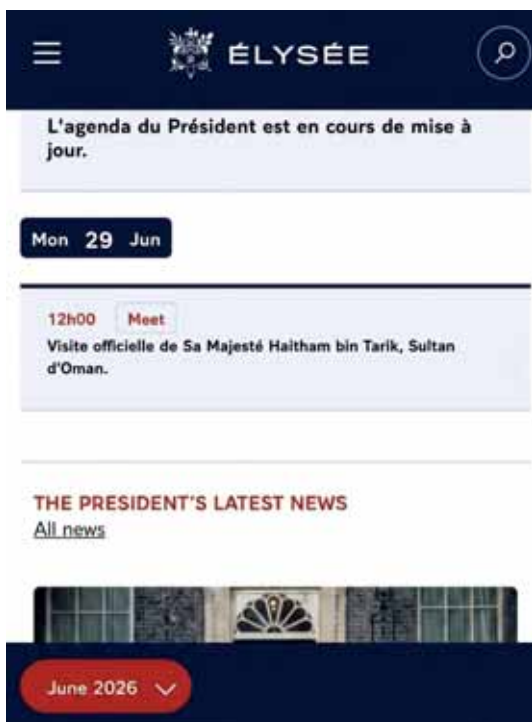 ÉLYSÉE
L'agenda du Président est en cours de mise à
jour.
Mon 29 Jun
12h00 Meet
Visite officielle de Sa Majesté Haitham bin Tarik, Sultan
d'Oman.
THE PRESIDENT'S LATEST NEWS
All news
June 2026